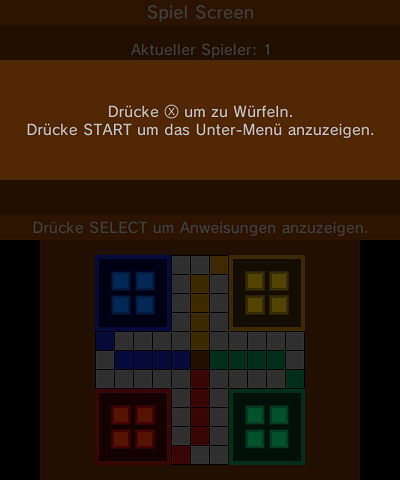 Spiel Screen
Aktueller Spieler: 1
Drücke Ⓧ um zu Würfeln.
Drücke START um das Unter-Menü anzuzeigen.
Drücke SELECT um Anweisungen anzuzeigen.